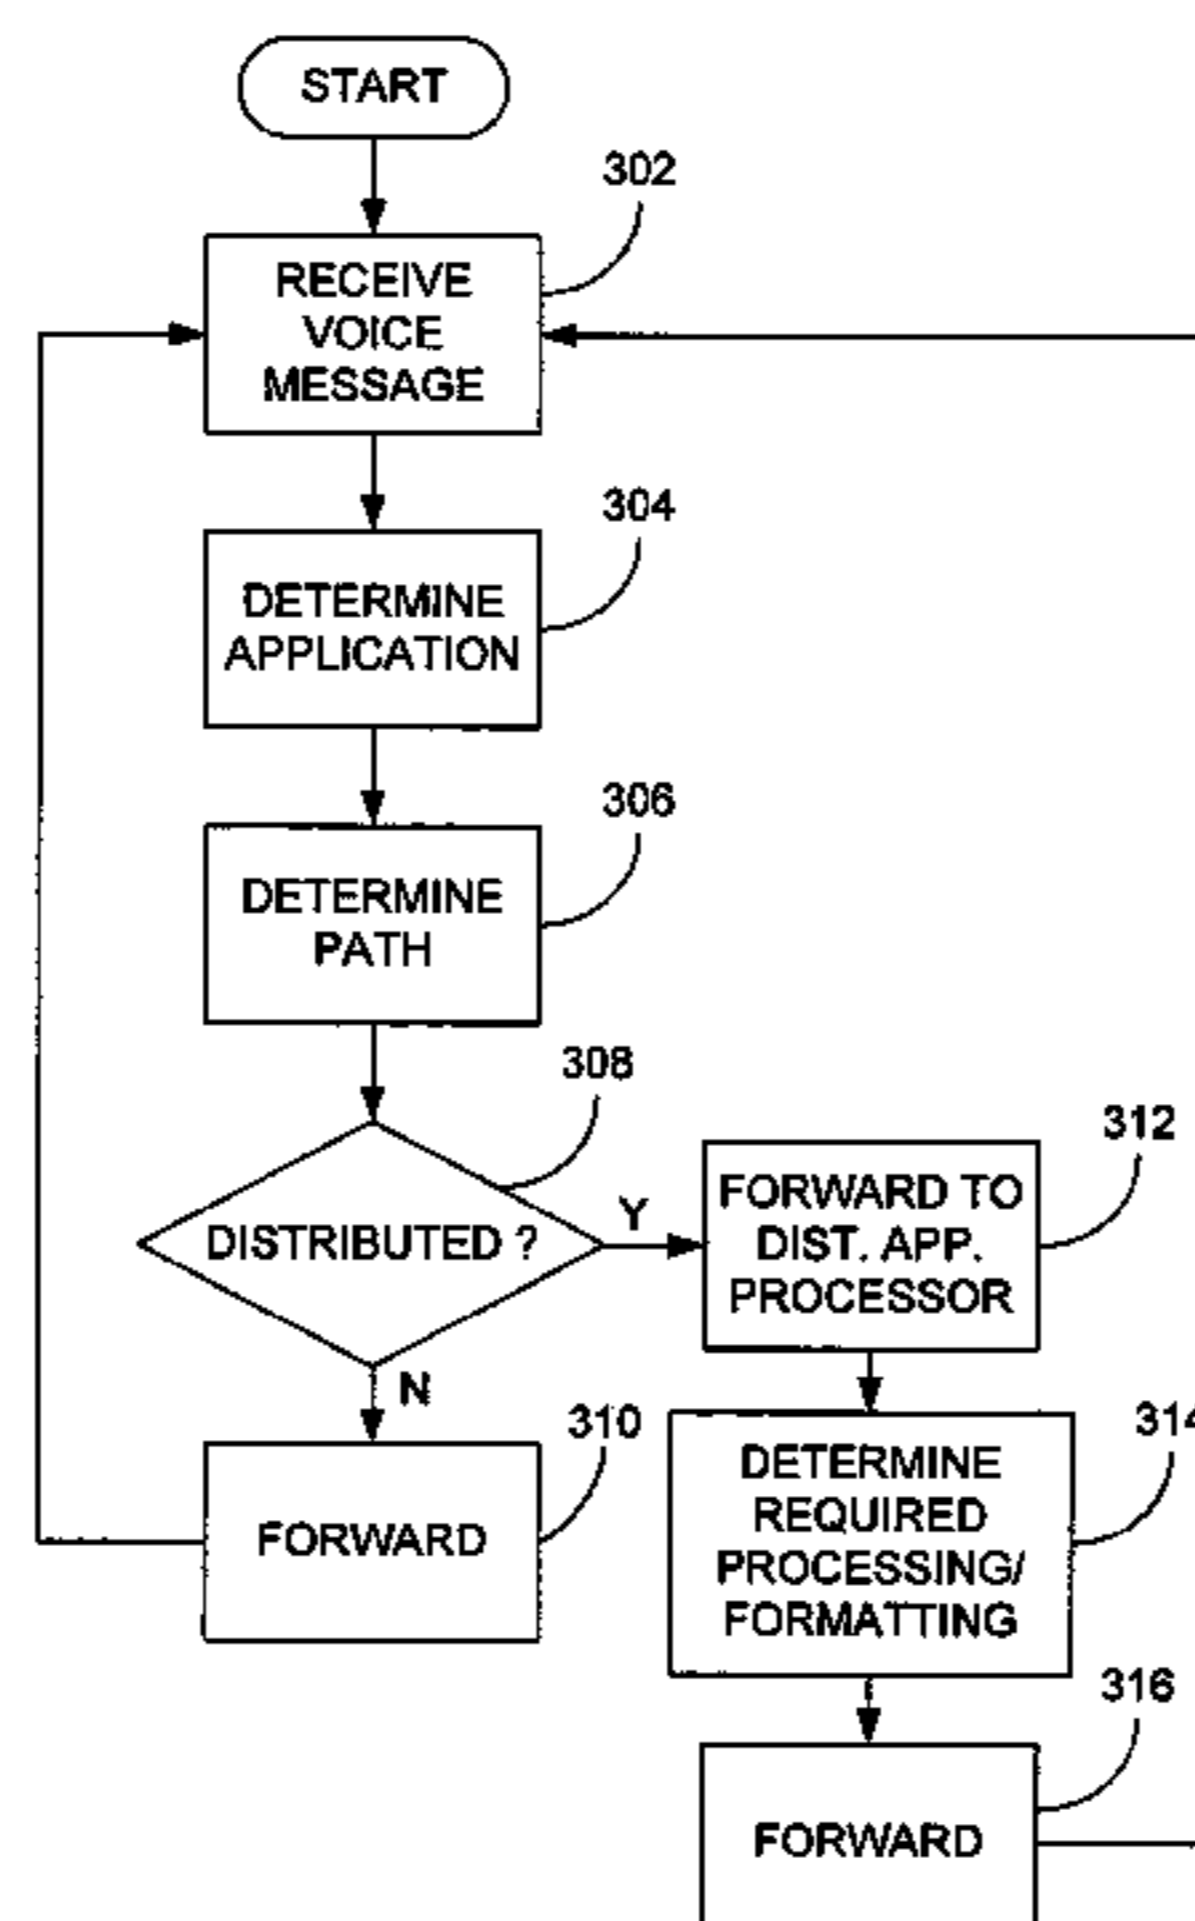 START
302
RECEIVE
VOICE
MESSAGE
304
DETERMINE
APPLICATION
306
DETERMINE
PATH
308
DISTRIBUTED ?
Y
312
FORWARD TO
DIST. APP.
PROCESSOR
N
310
FORWARD
314
DETERMINE
REQUIRED
PROCESSING/
FORMATTING
316
FORWARD